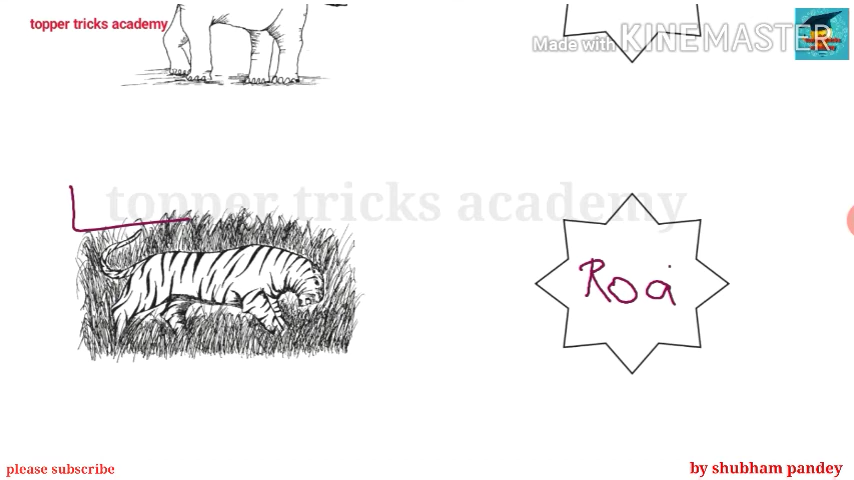 topper tricks academy
Made with KINEMASTER
topper tricks academy
Roa
please subscribe
by shubham pandey